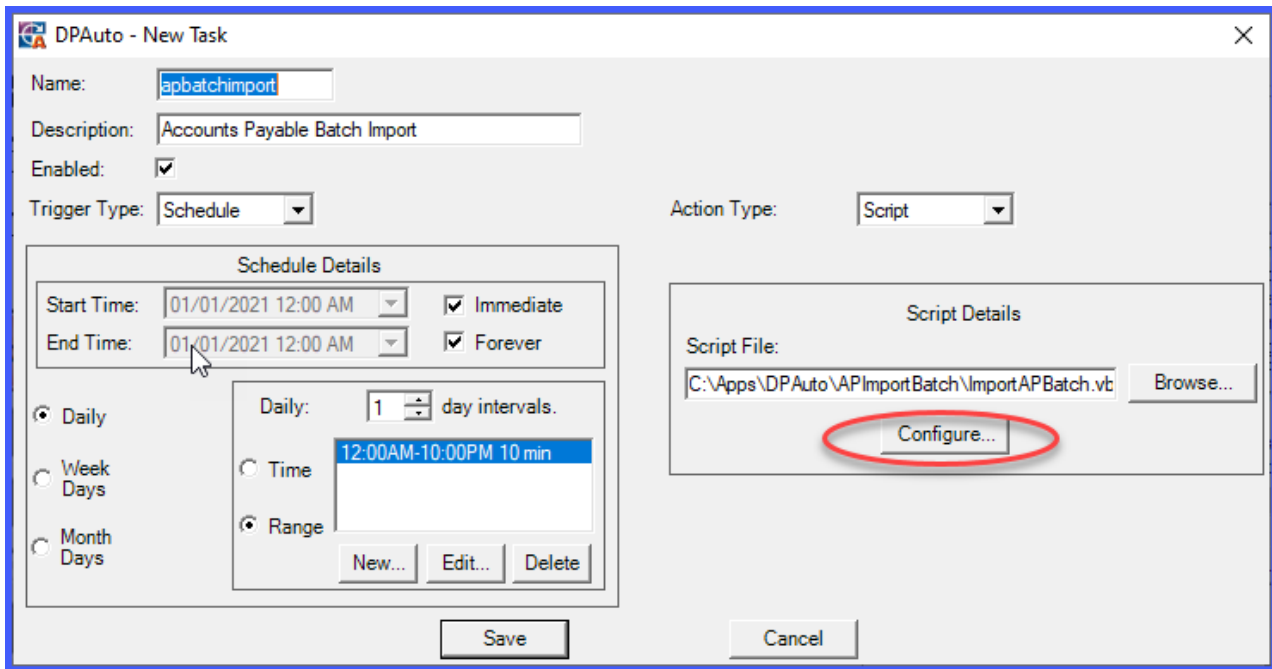 DPAuto - New Task
Name: apbatchimport
Description: Accounts Payable Batch Import
Enabled:
Trigger Type: Schedule
Action Type: Script
Schedule Details
Start Time: 01/01/2021 12:00 AM Immediate
End Time: 01/01/2021 12:00 AM Forever
Daily
Week
Days
Month
Days
Daily: 1 day intervals.
Time
Range
12:00AM-10:00PM 10 min
New... Edit... Delete
Script Details
Script File:
C:\Apps\DPAuto\APImportBatch\ImportAPBatch.vb Browse...
Configure...
Save Cancel